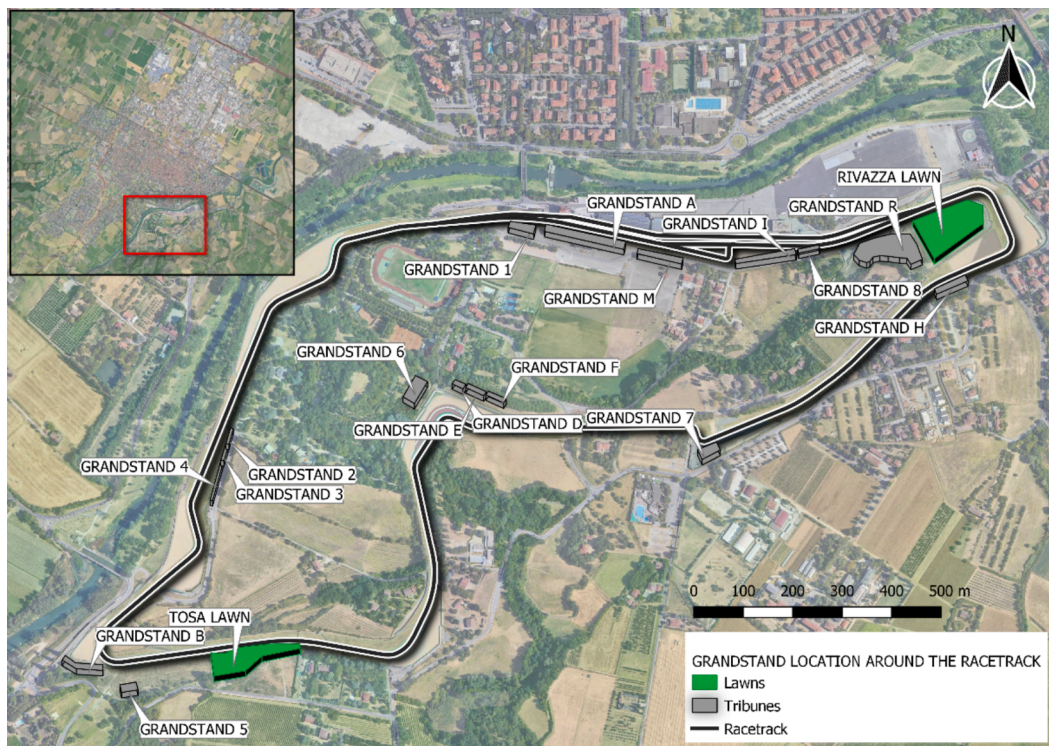 N
RIVAZZA LAWN
GRANDSTAND A
GRANDSTAND I
GRANDSTAND R
GRANDSTAND 1
GRANDSTAND M
GRANDSTAND 8
GRANDSTAND H
GRANDSTAND 6
GRANDSTAND F
GRANDSTAND 7
GRANDSTAND E
GRANDSTAND D
GRANDSTAND 4
GRANDSTAND 2
GRANDSTAND 3
TOSA LAWN
GRANDSTAND B
GRANDSTAND 5
0 100 200 300 400 500 m
GRANDSTAND LOCATION AROUND THE RACETRACK
Lawns
Tribunes
Racetrack